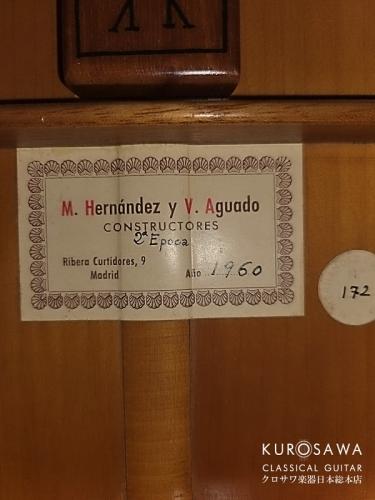 M. Hernández y V. Aguado
CONSTRUCTORES
2ª Epoca
Ribera Curtidores, 9
Madrid
Año 1960
172
KUROSAWA
CLASSICAL GUITAR
クロサワ楽器日本総本店